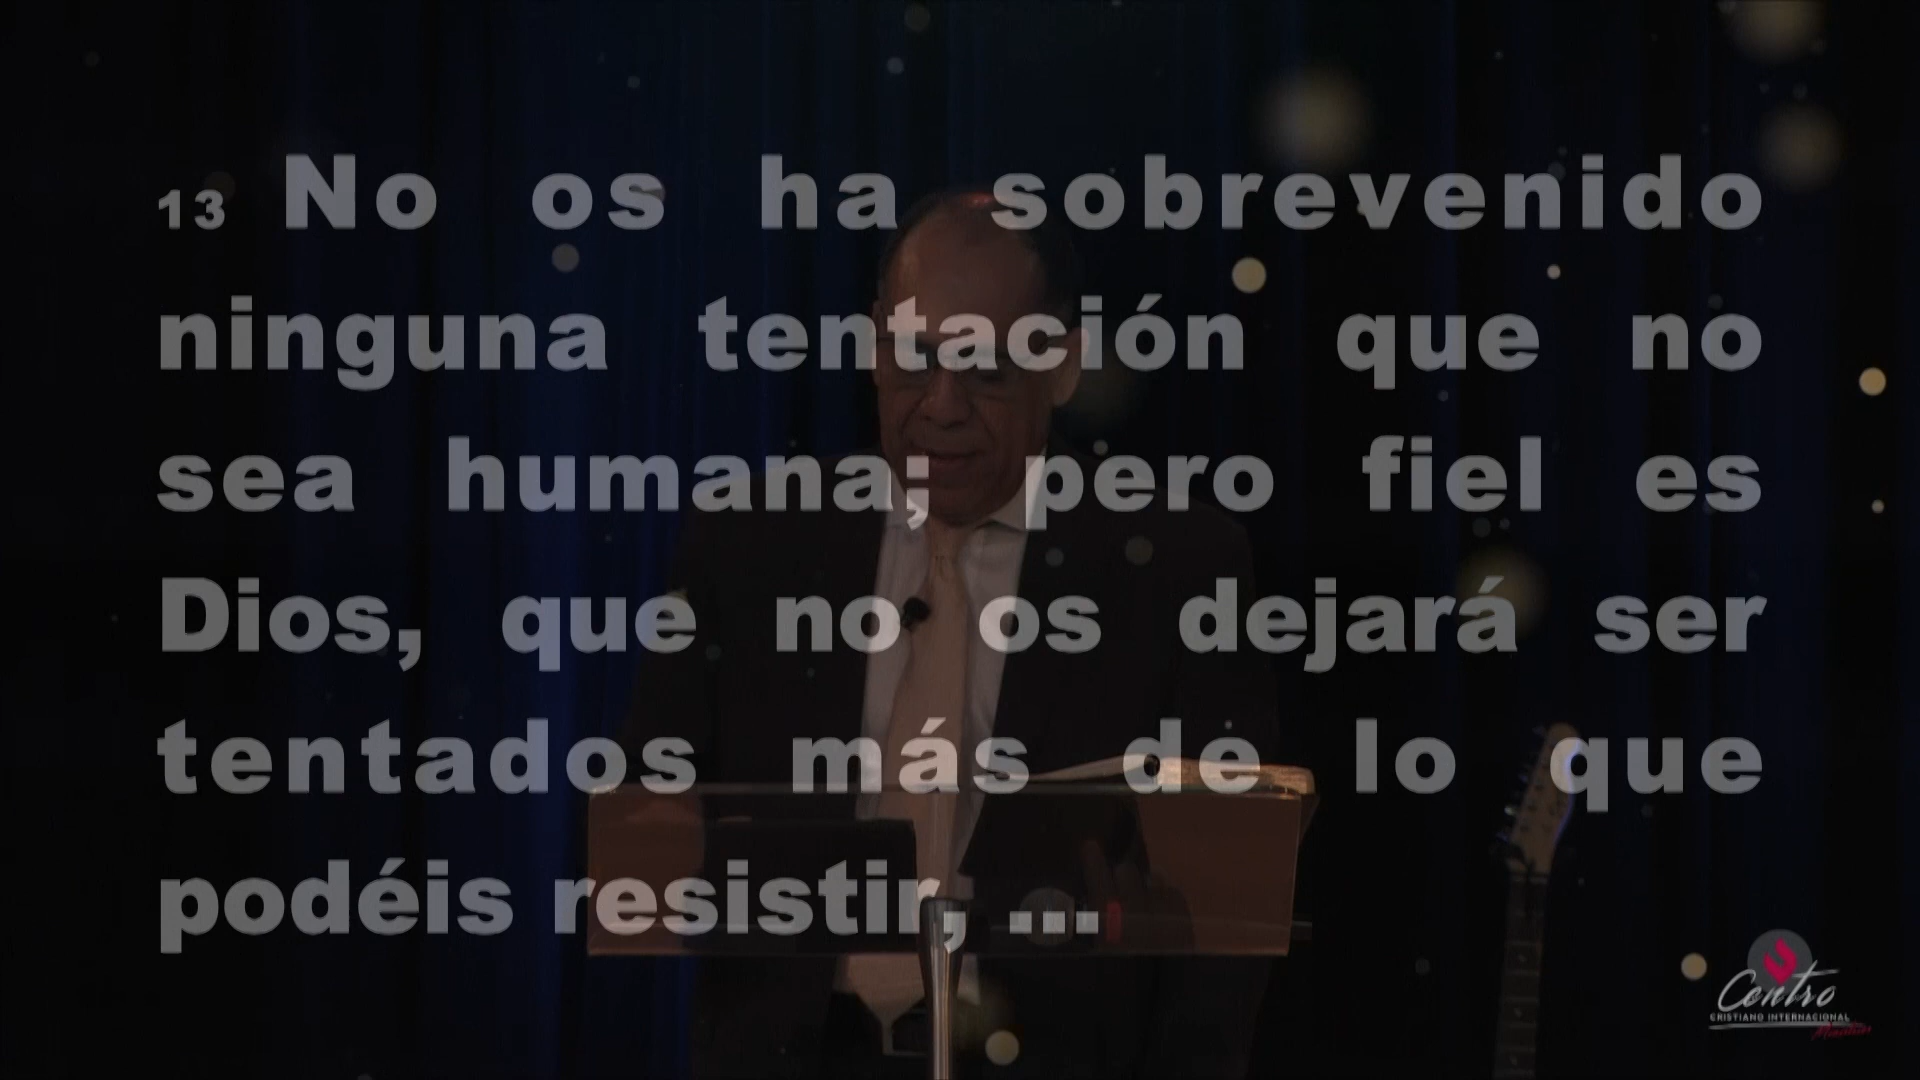 13 No os ha sobrevenido
ninguna tentación que no
sea humana; pero fiel es
Dios, que no os dejará ser
tentados más de lo que
podéis resistir, ...
Centro
CRISTIANO INTERNACIONAL